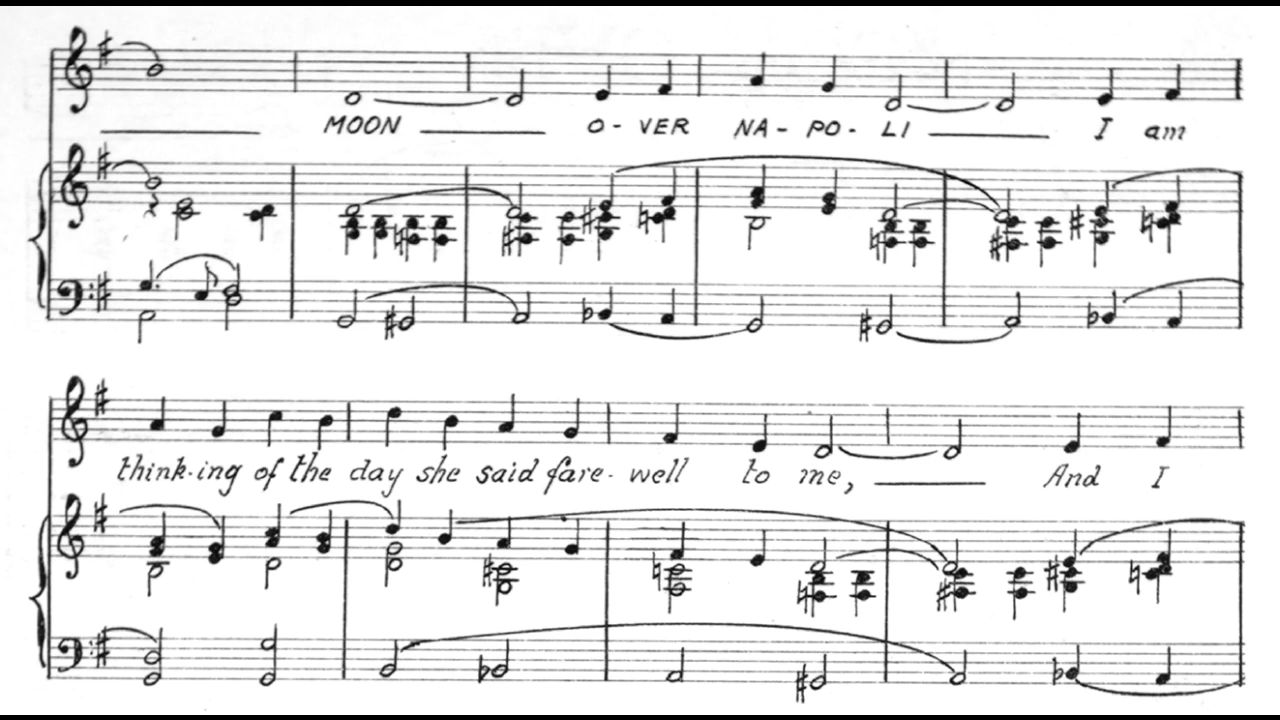 MOON O-VER NA-PO-LI I am
think-ing of the day she said fare-well to me, And I